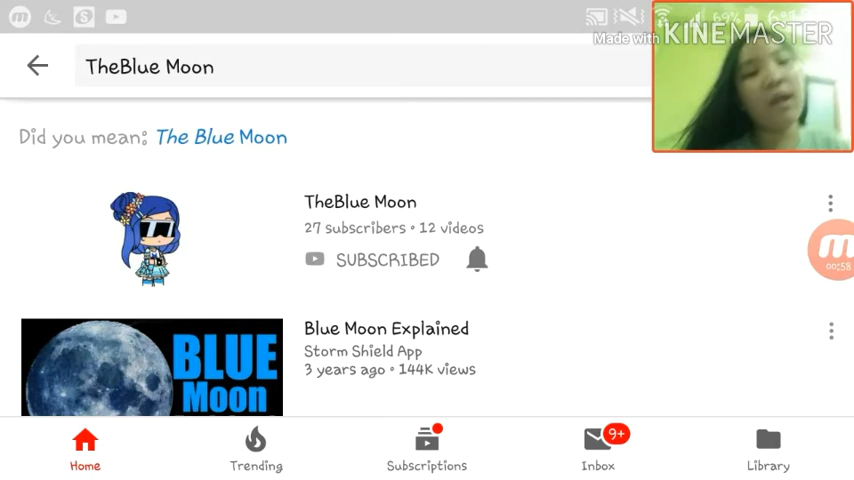 69%
Made with KINEMASTER
TheBlue Moon
Did you mean: The Blue Moon
TheBlue Moon
27 subscribers • 12 videos
SUBSCRIBED
00:58
Blue Moon Explained
Storm Shield App
3 years ago • 144K views
BLUE
Moon
9+
Home
Trending
Subscriptions
Inbox
Library